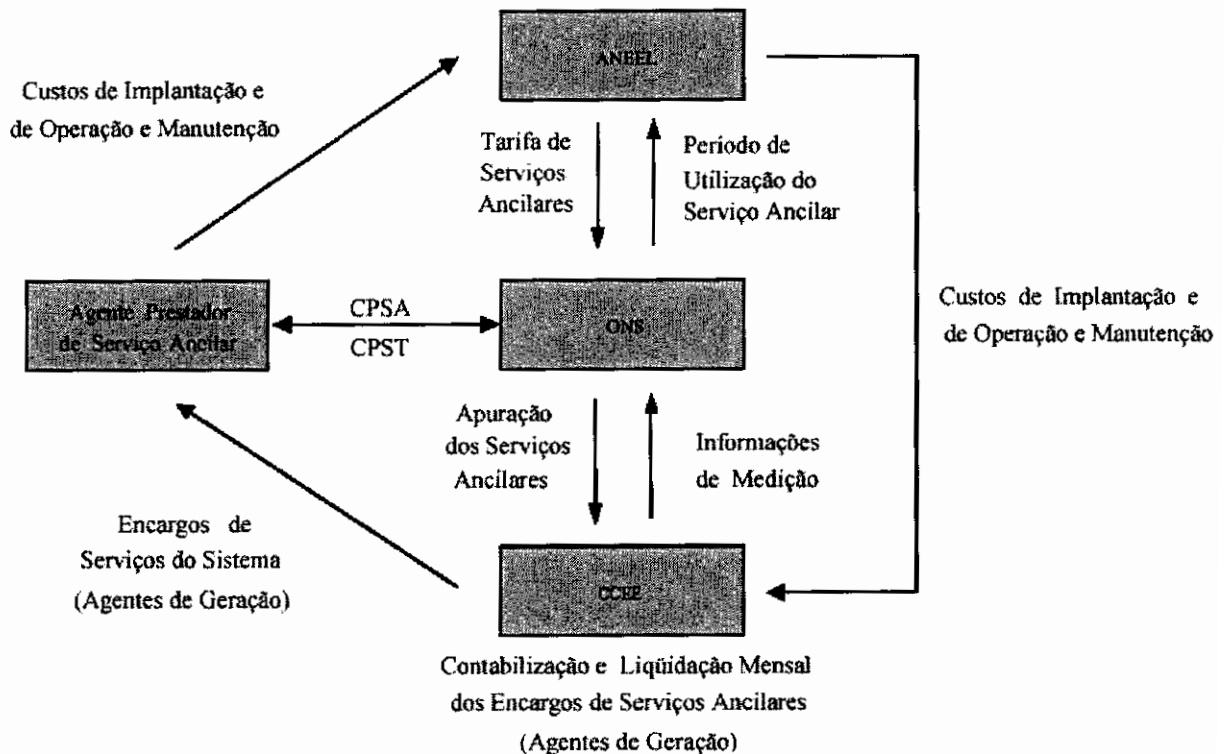 ANEEL
Custos de Implantação e
de Operação e Manutenção
Tarifa de
Serviços
Ancilares
Período de
Utilização do
Serviço Ancilar
Agente Prestador
de Serviço Ancilar
CPSA
CPST
ONS
Custos de Implantação e
de Operação e Manutenção
Apuração
dos Serviços
Ancilares
Informações
de Medição
Encargos de
Serviços do Sistema
(Agentes de Geração)
CCEE
Contabilização e Liqüidação Mensal
dos Encargos de Serviços Ancilares
(Agentes de Geração)